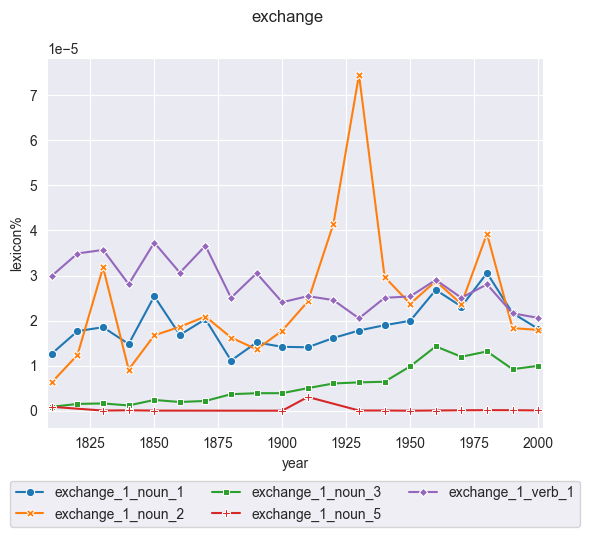 exchange
1e−5
7
6
5
4
3
2
1
0
lexicon%
1825 1850 1875 1900 1925 1950 1975 2000
year
exchange_1_noun_1 exchange_1_noun_3 exchange_1_verb_1
exchange_1_noun_2 exchange_1_noun_5